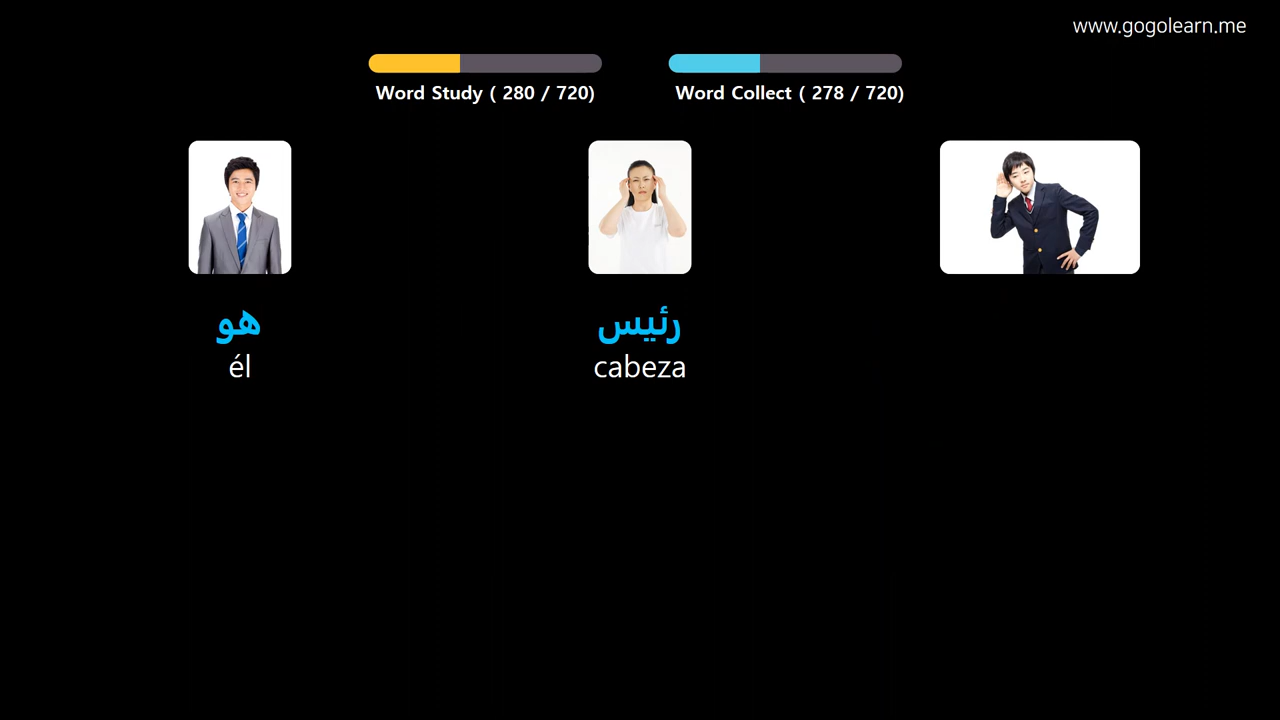 www.gogolearn.me
Word Study ( 280 / 720)
Word Collect ( 278 / 720)
هو
él
رئيس
cabeza